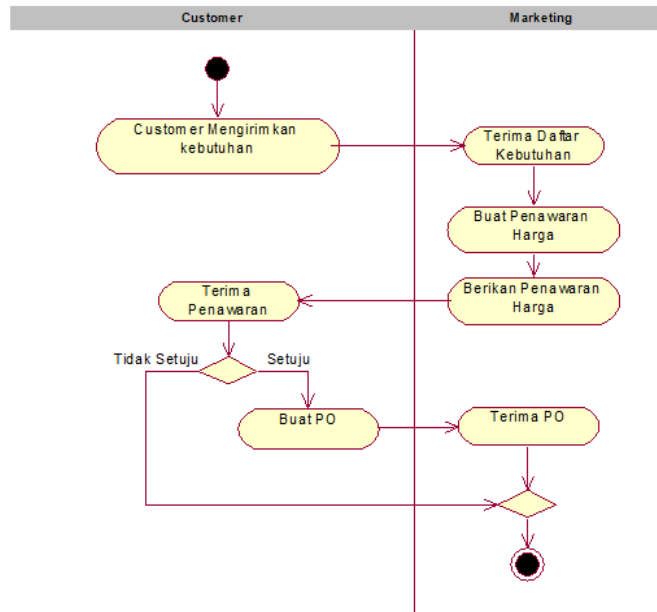 Customer
Marketing
Customer Mengirimkan
kebutuhan
Terima Daftar
Kebutuhan
Buat Penawaran
Harga
Berikan Penawaran
Harga
Terima
Penawaran
Tidak Setuju
Setuju
Buat PO
Terima PO